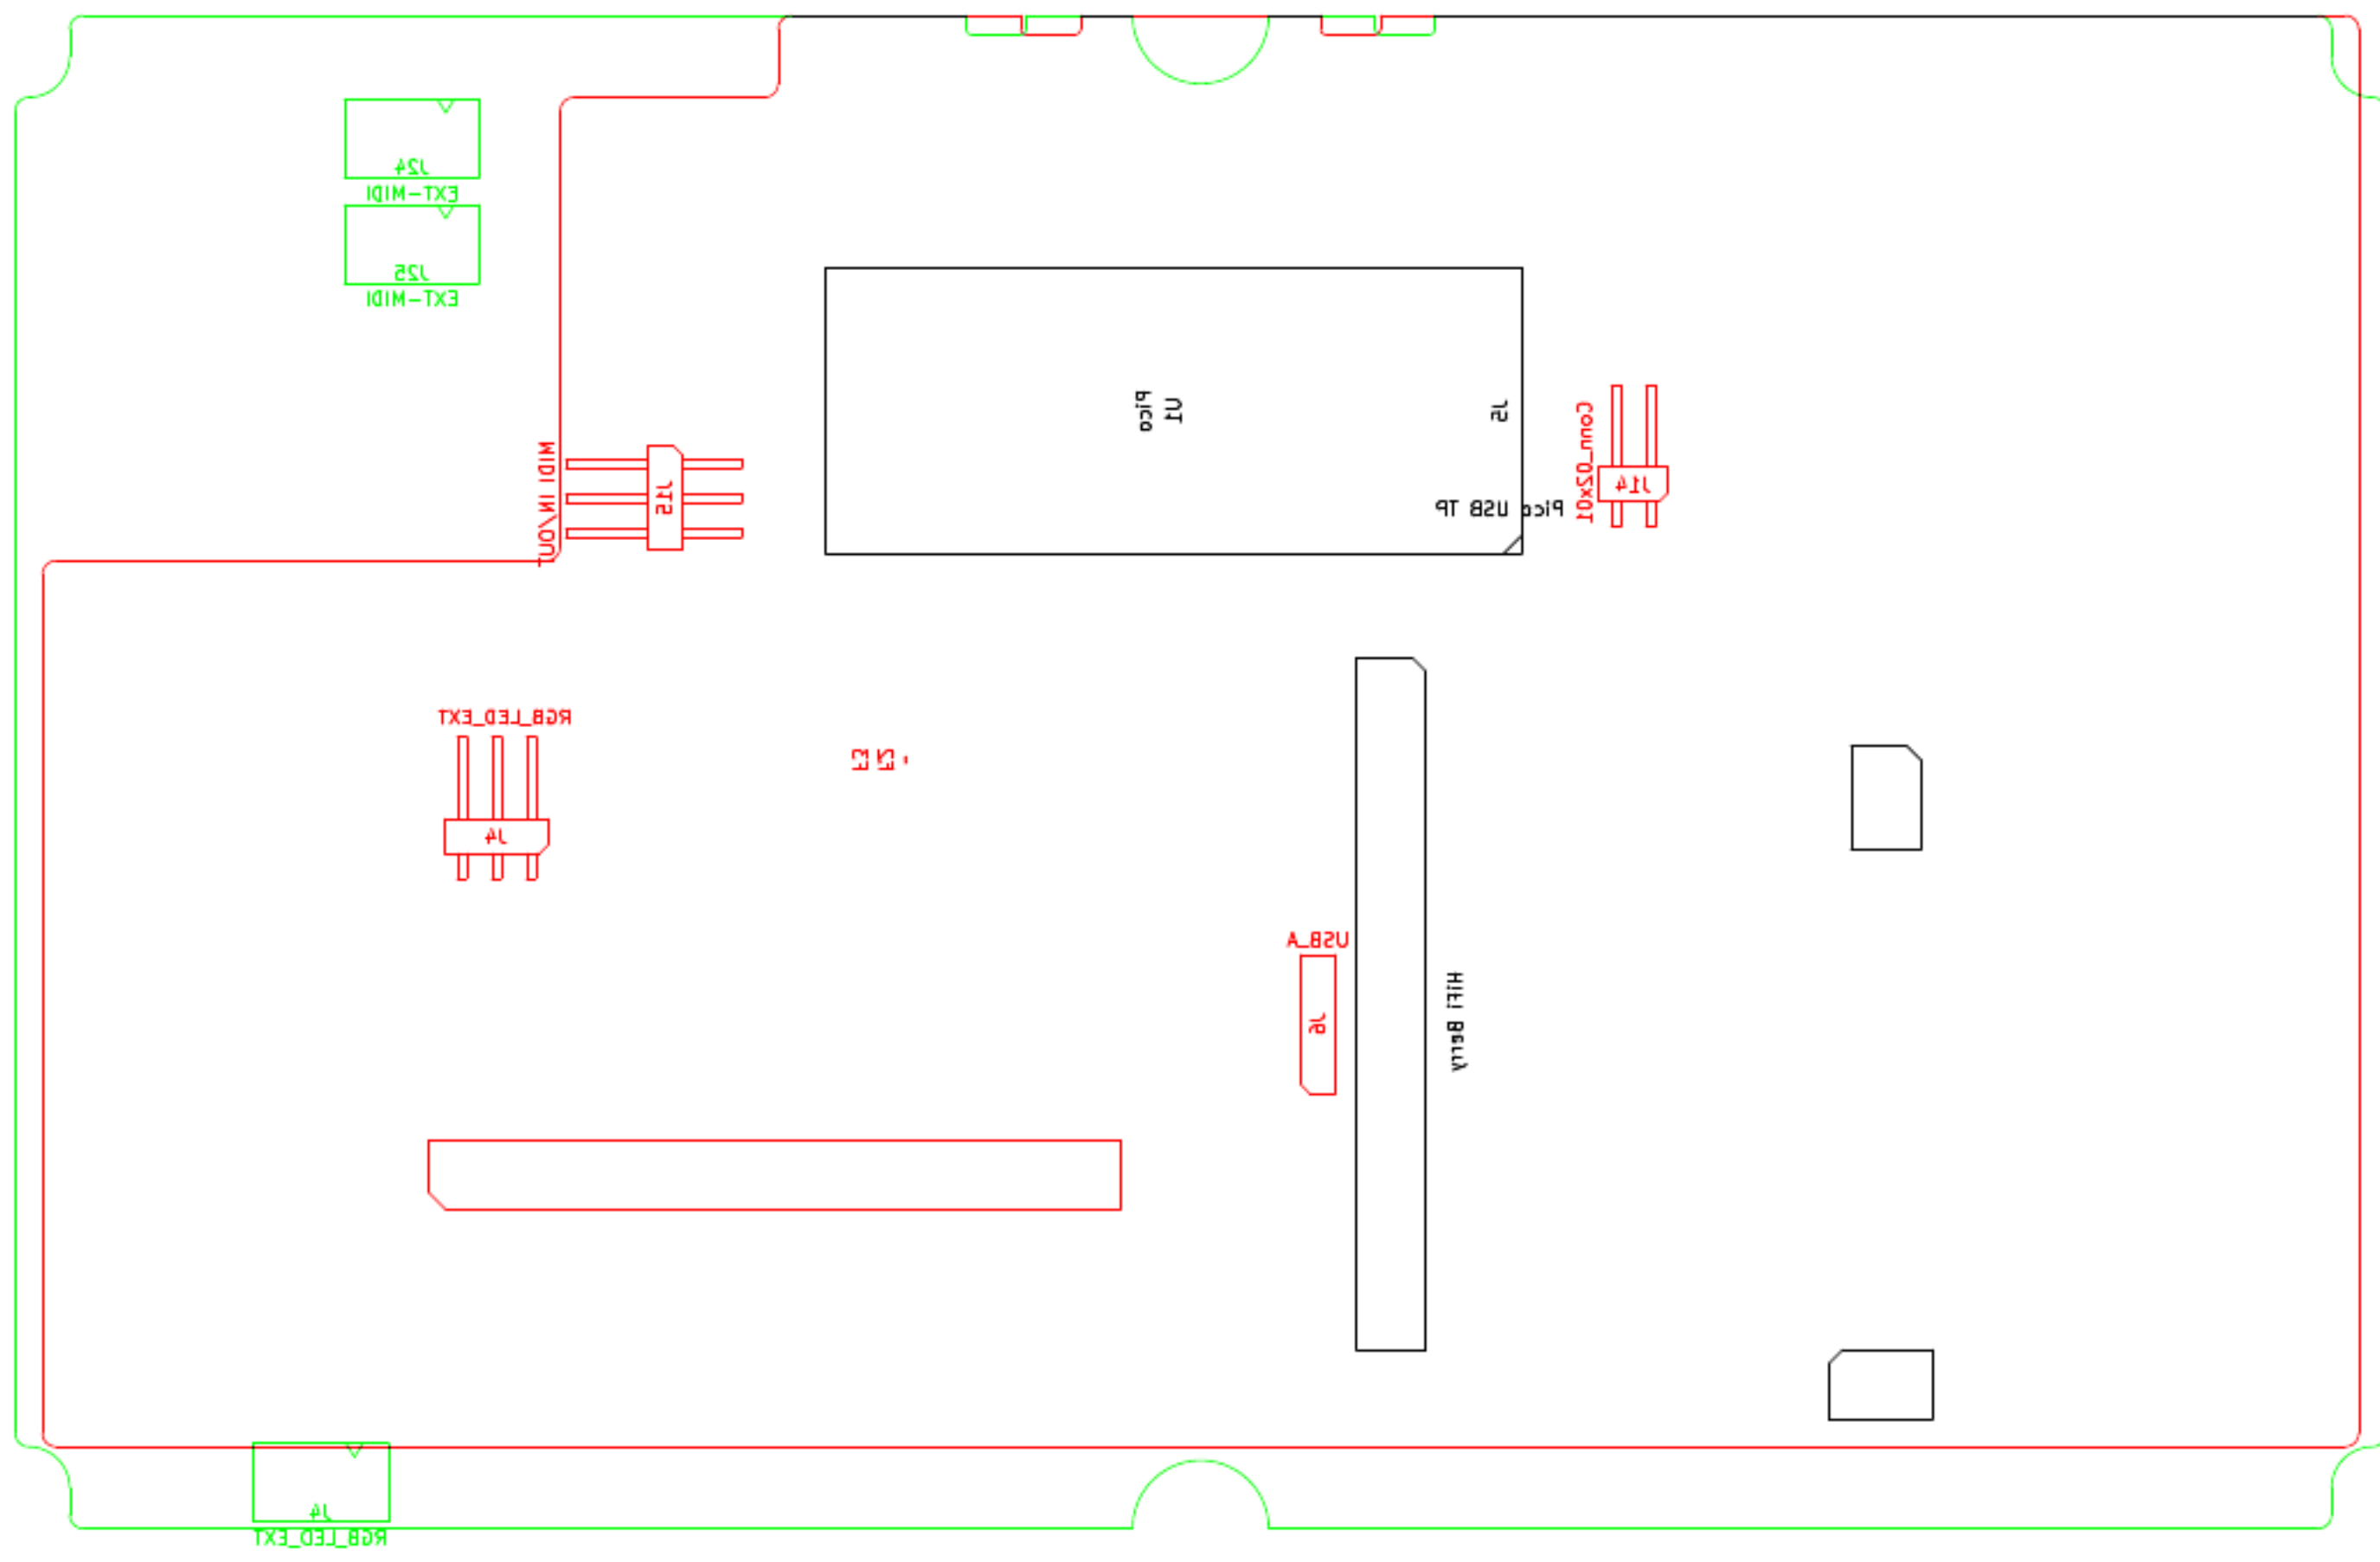 J24
EXT-MIDI
J25
EXT-MIDI
U1
Pico
J5
Pico USB TP
Conn_02x01
J14
MIDI IN/OUT
J15
RGB_LED_EXT
J4
USB_A
J6
HiFi Berry
J4
RGB_LED_EXT